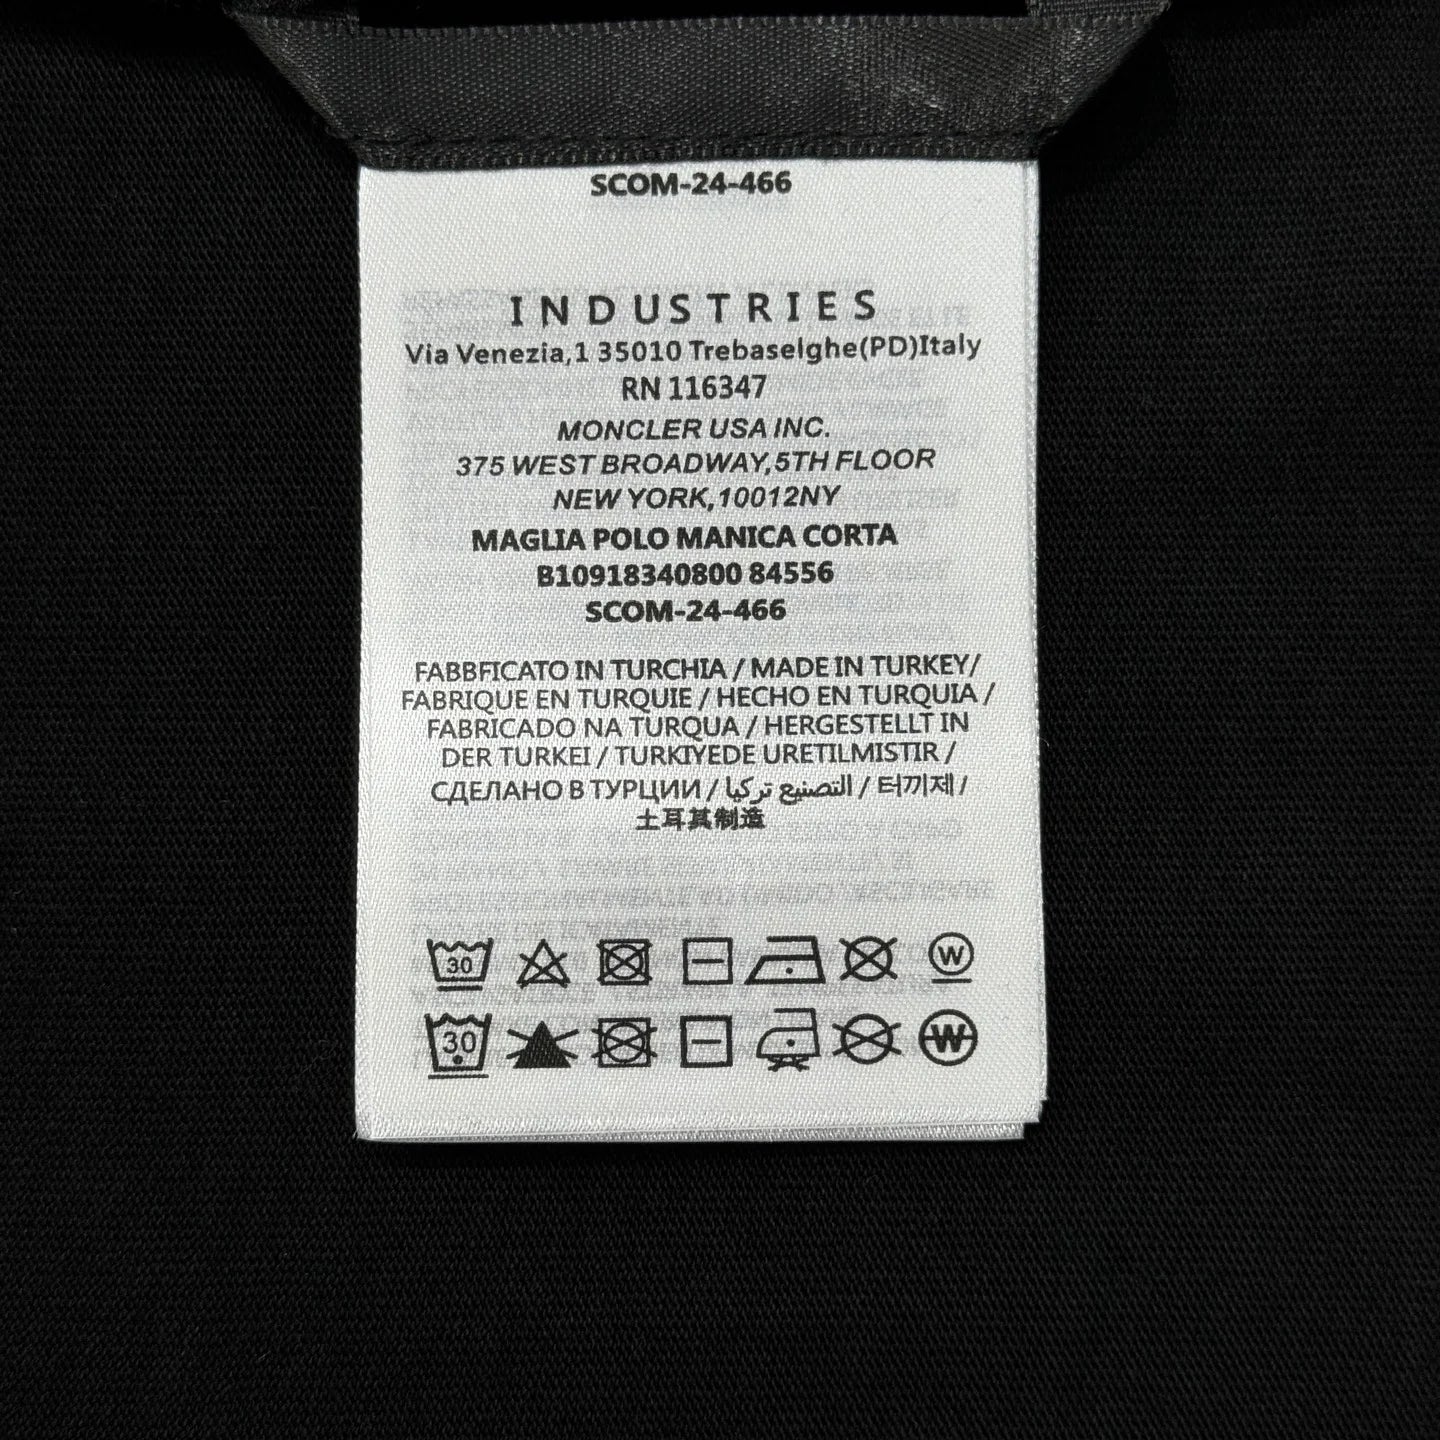 SCOM-24-466
INDUSTRIES
Via Venezia,1 35010 Trebaselghe(PD)Italy
RN 116347
MONCLER USA INC.
375 WEST BROADWAY,5TH FLOOR
NEW YORK,10012NY
MAGLIA POLO MANICA CORTA
B10918340800 84556
SCOM-24-466
FABBFICATO IN TURCHIA / MADE IN TURKEY/
FABRIQUE EN TURQUIE / HECHO EN TURQUIA /
FABRICADO NA TURQUA / HERGESTELLT IN
DER TURKEI / TURKIYEDE URETILMISTIR /
СДЕЛАНО В ТУРЦИИ / التصنيع تركيا / 터끼제 /
土耳其制造
30 W
30 W